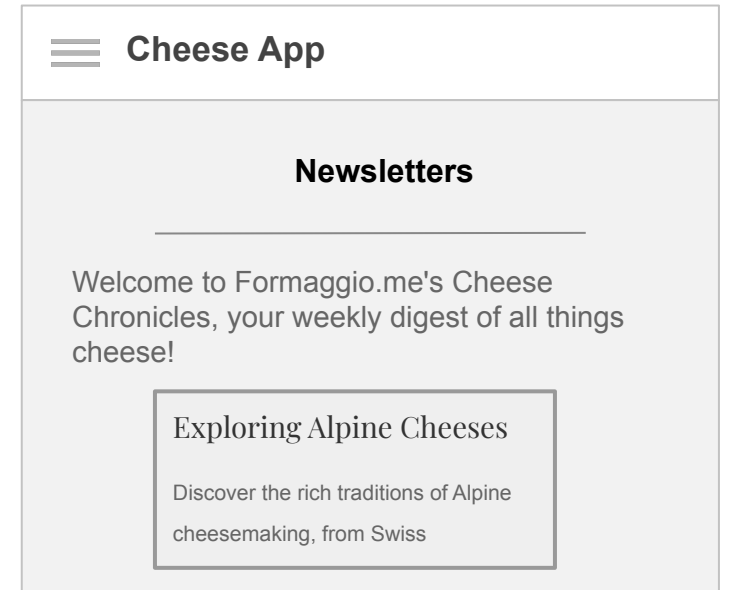 Cheese App
Newsletters
Welcome to Formaggio.me's Cheese
Chronicles, your weekly digest of all things
cheese!
Exploring Alpine Cheeses
Discover the rich traditions of Alpine
cheesemaking, from Swiss